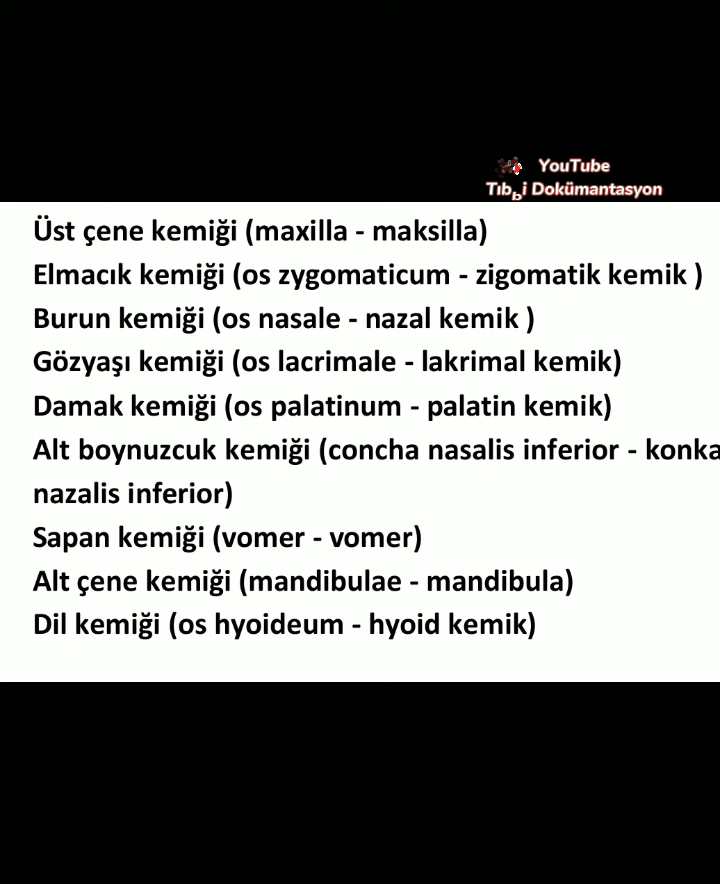 YouTube
Tıbbi Dokümantasyon
Üst çene kemiği (maxilla - maksilla)
Elmacık kemiği (os zygomaticum - zigomatik kemik )
Burun kemiği (os nasale - nazal kemik )
Gözyaşı kemiği (os lacrimale - lakrimal kemik)
Damak kemiği (os palatinum - palatin kemik)
Alt boynuzcuk kemiği (concha nasalis inferior - konka
nazalis inferior)
Sapan kemiği (vomer - vomer)
Alt çene kemiği (mandibulae - mandibula)
Dil kemiği (os hyoideum - hyoid kemik)